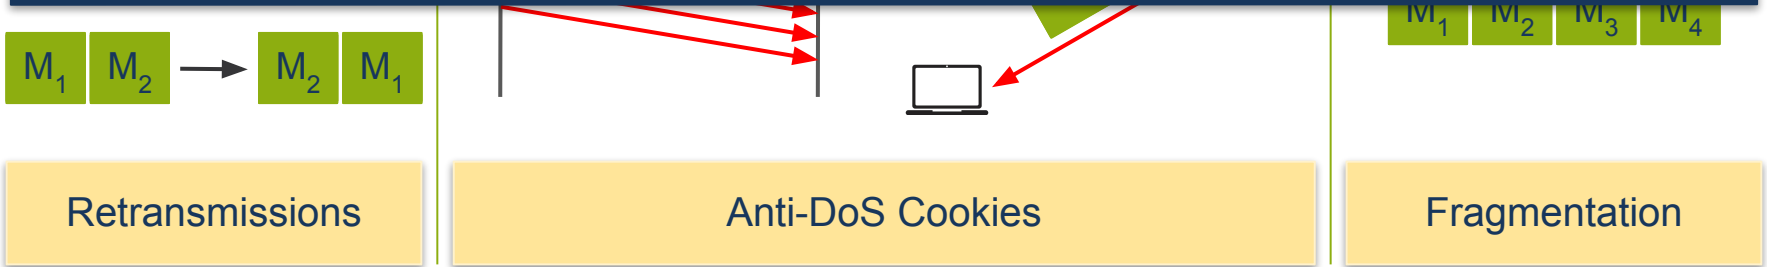 M1 M2 M3 M4
M1 M2 M2 M1
Retransmissions Anti-DoS Cookies Fragmentation